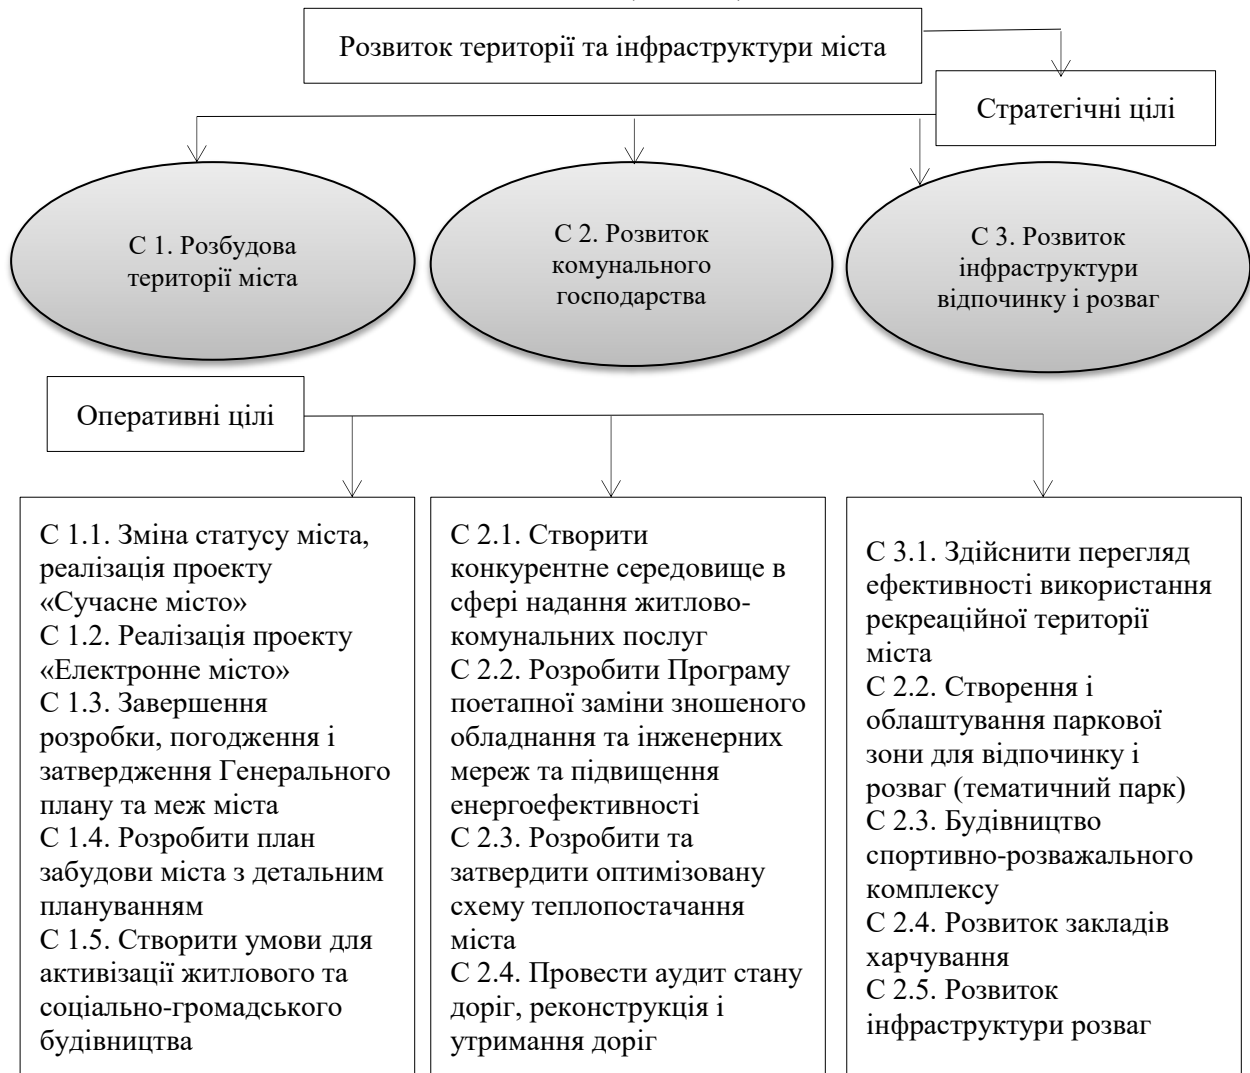 Розвиток території та інфраструктури міста
Стратегічні цілі
С 1. Розбудова
території міста
С 2. Розвиток
комунального
господарства
С 3. Розвиток
інфраструктури
відпочинку і розваг
Оперативні цілі
С 1.1. Зміна статусу міста,
реалізація проекту
«Сучасне місто»
С 1.2. Реалізація проекту
«Електронне місто»
С 1.3. Завершення
розробки, погодження і
затвердження Генерального
плану та меж міста
С 1.4. Розробити план
забудови міста з детальним
плануванням
С 1.5. Створити умови для
активізації житлового та
соціально-громадського
будівництва
С 2.1. Створити
конкурентне середовище в
сфері надання житлово-
комунальних послуг
С 2.2. Розробити Програму
поетапної заміни зношеного
обладнання та інженерних
мереж та підвищення
енергоефективності
С 2.3. Розробити та
затвердити оптимізовану
схему теплопостачання
міста
С 2.4. Провести аудит стану
доріг, реконструкція і
утримання доріг
С 3.1. Здійснити перегляд
ефективності використання
рекреаційної території
міста
С 2.2. Створення і
облаштування паркової
зони для відпочинку і
розваг (тематичний парк)
С 2.3. Будівництво
спортивно-розважального
комплексу
С 2.4. Розвиток закладів
харчування
С 2.5. Розвиток
інфраструктури розваг